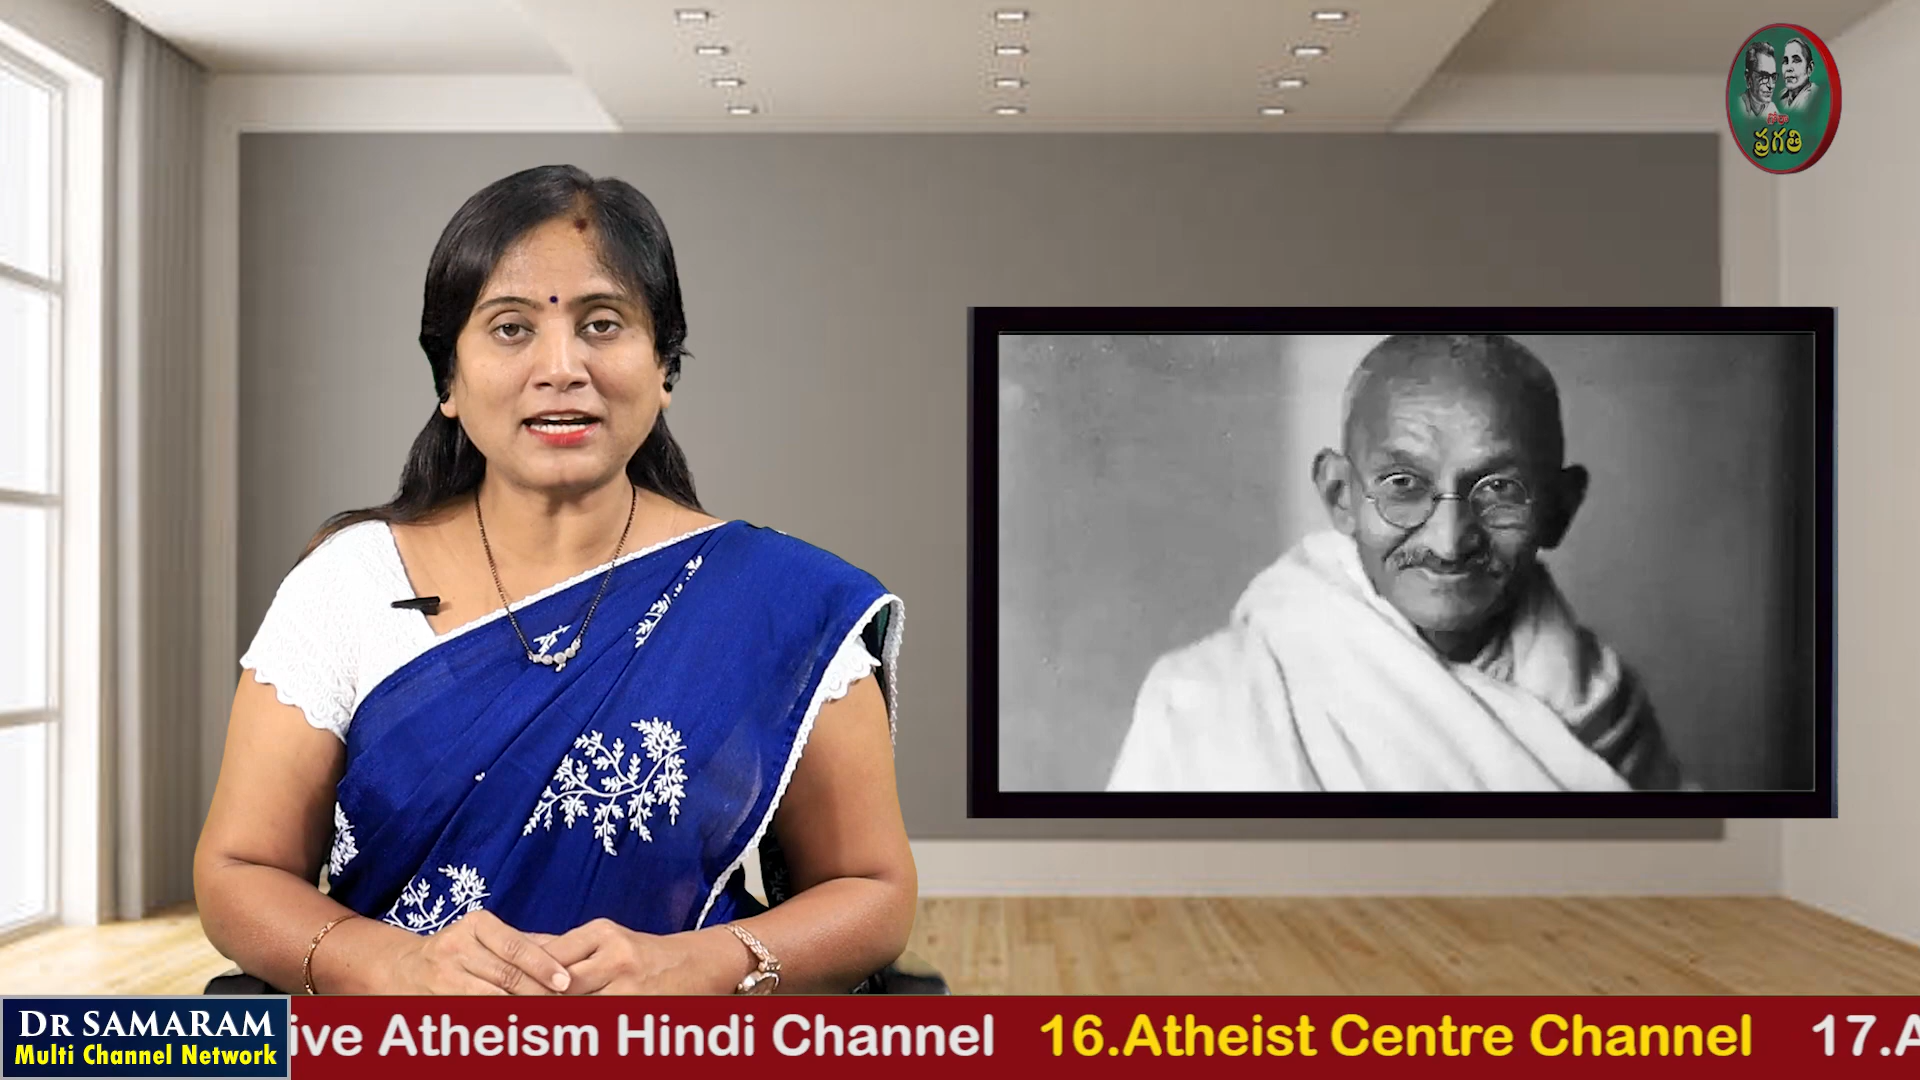 ప్రగతి
DR SAMARAM
Multi Channel Network
ive Atheism Hindi Channel 16.Atheist Centre Channel 17.A